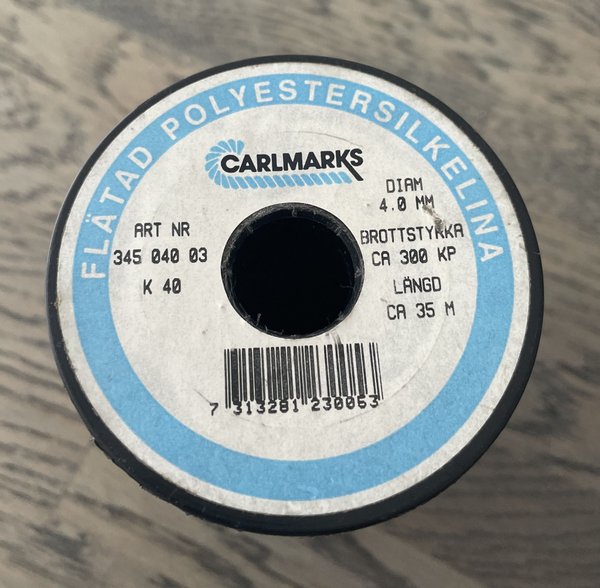 FLÄTAD POLYESTERSILKELINA
CARLMARKS
ART NR
345 040 03
K 40
DIAM
4.0 MM
BROTTSTYRKA
CA 300 KP
LÄNGD
CA 35 M
7 313281 230053